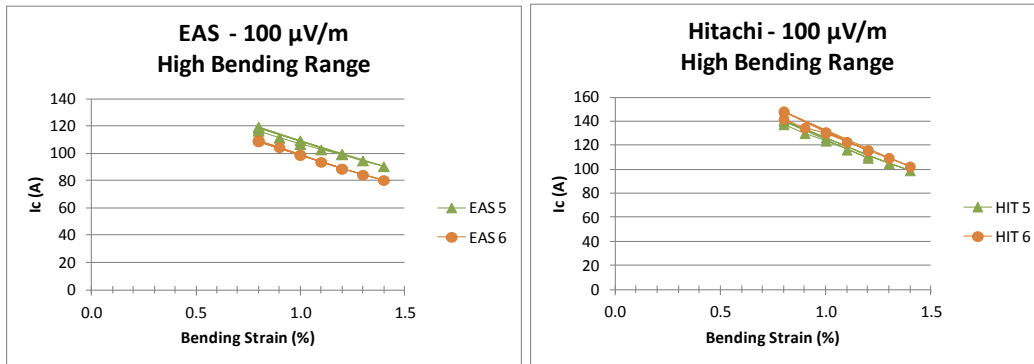 EAS - 100 µV/m
High Bending Range
140
120
100
80
60
40
20
0
Ic (A)
0.0
0.5
1.0
1.5
Bending Strain (%)
EAS 5
EAS 6
Hitachi - 100 µV/m
High Bending Range
160
140
120
100
80
60
40
20
0
Ic (A)
0.0
0.5
1.0
1.5
Bending Strain (%)
HIT 5
HIT 6